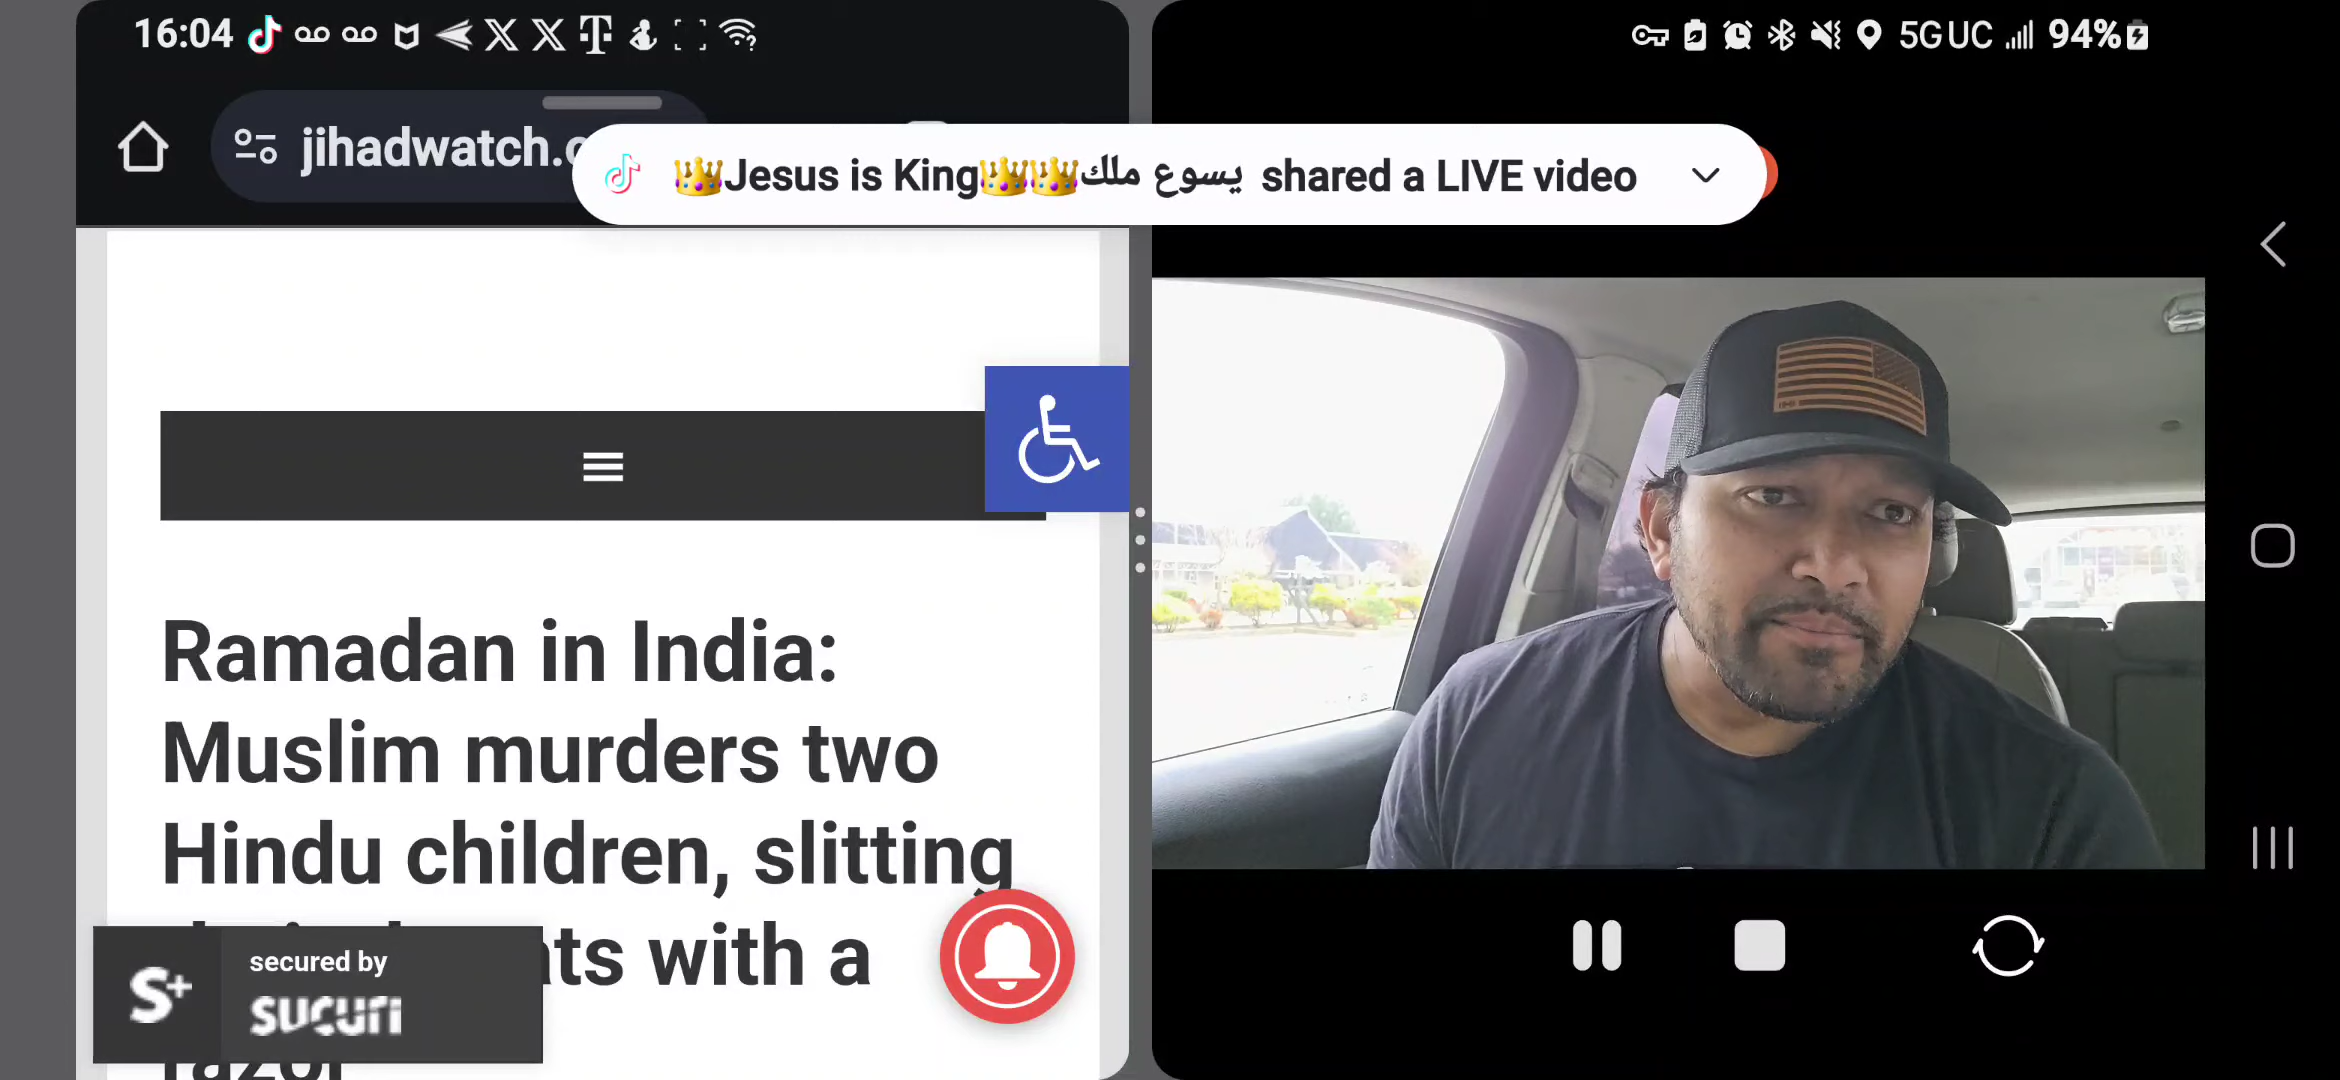 16:04
5G UC 94%
jihadwatch.
👑Jesus is King👑👑يسوع ملك shared a LIVE video
Ramadan in India:
Muslim murders two
Hindu children, slitting
with a
razor
secured by
sucuri
S+